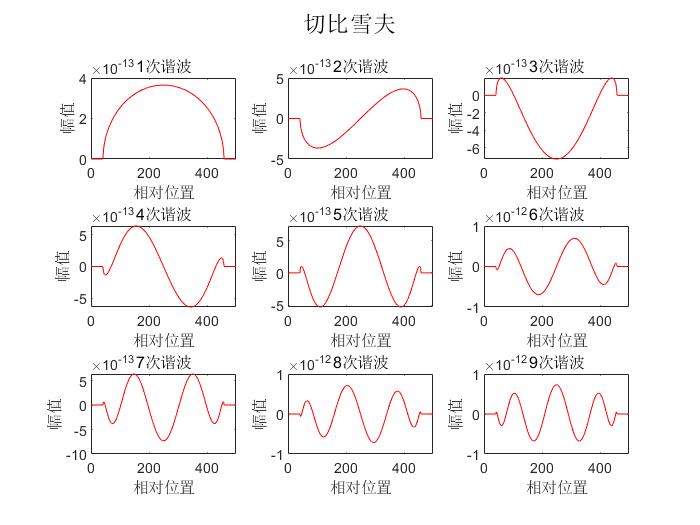 切比雪夫
×10-13 1次谐波
×10-13 2次谐波
×10-13 3次谐波
幅值
4
2
0
0 200 400
相对位置
幅值
5
0
-5
0 200 400
相对位置
幅值
0
-2
-4
-6
0 200 400
相对位置
×10-13 4次谐波
×10-13 5次谐波
×10-12 6次谐波
幅值
5
0
-5
0 200 400
相对位置
幅值
5
0
-5
0 200 400
相对位置
幅值
1
0
-1
0 200 400
相对位置
×10-13 7次谐波
×10-12 8次谐波
×10-12 9次谐波
幅值
5
0
-5
-10
0 200 400
相对位置
幅值
1
0
-1
0 200 400
相对位置
幅值
1
0
-1
0 200 400
相对位置